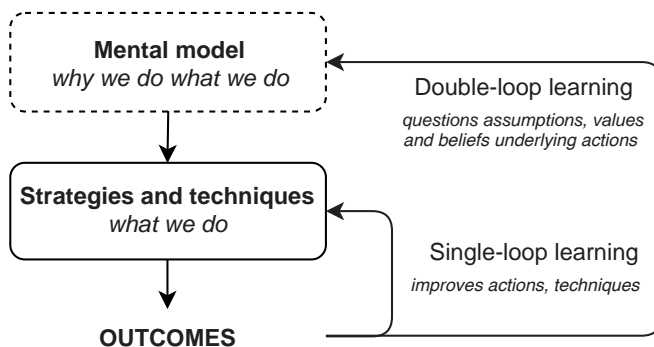 Mental model
why we do what we do
Double-loop learning
questions assumptions, values
and beliefs underlying actions
Strategies and techniques
what we do
Single-loop learning
improves actions, techniques
OUTCOMES